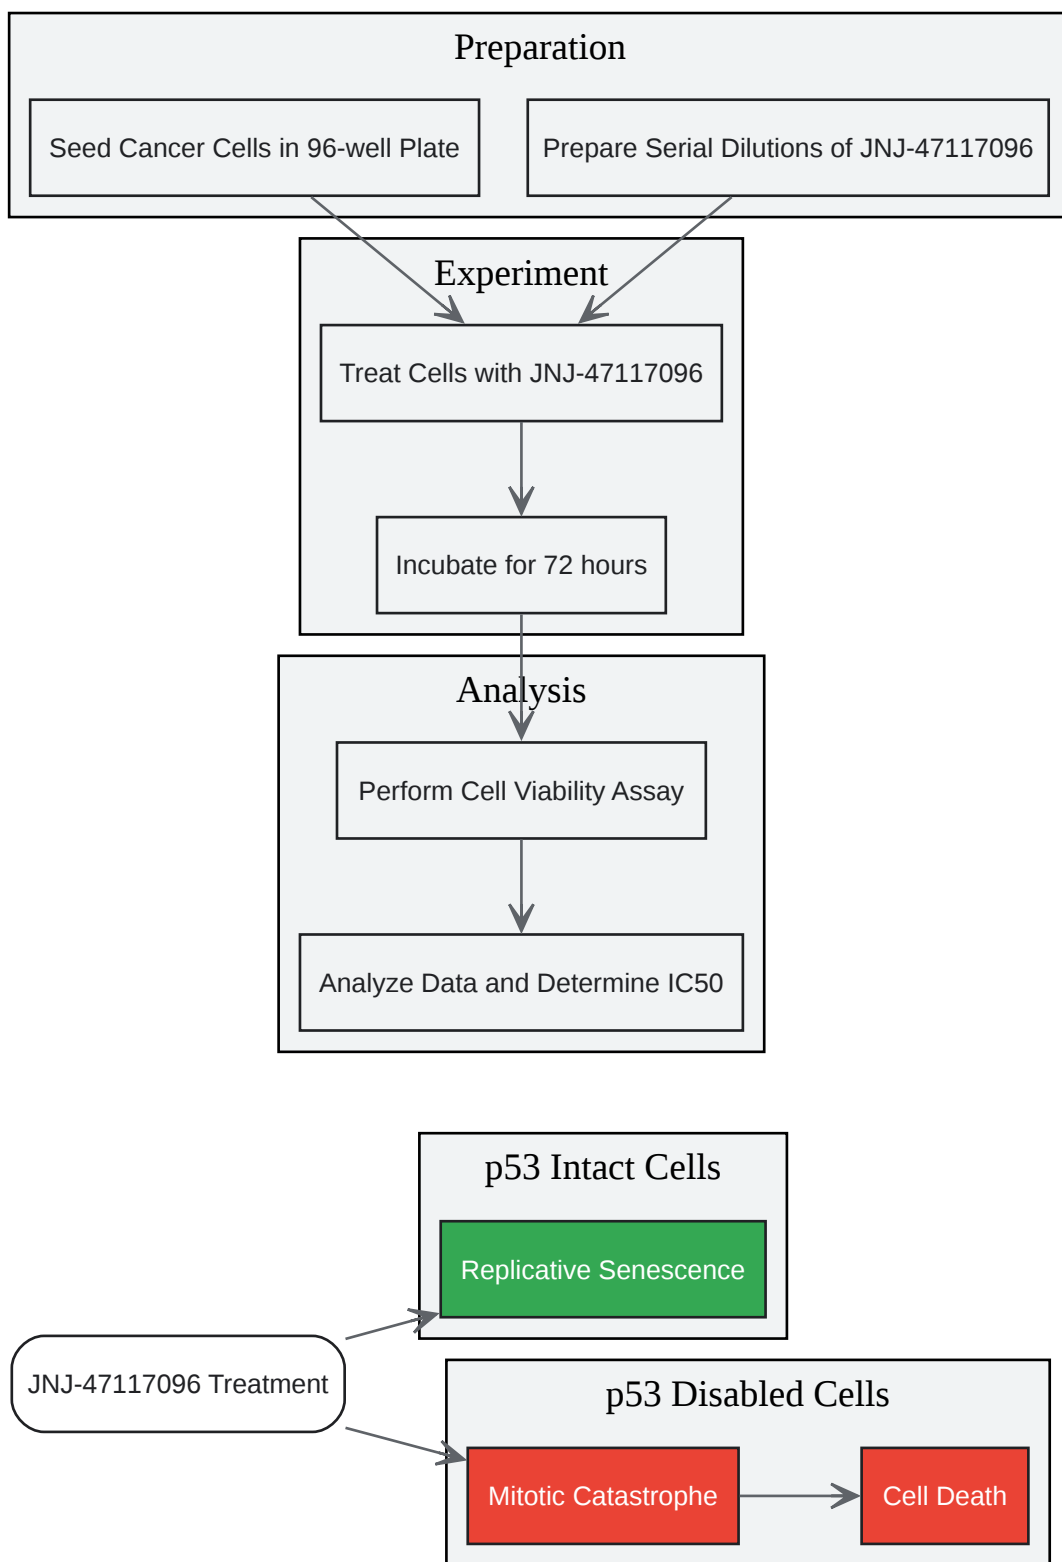 Preparation
Seed Cancer Cells in 96-well Plate
Prepare Serial Dilutions of JNJ-47117096
Experiment
Treat Cells with JNJ-47117096
Incubate for 72 hours
Analysis
Perform Cell Viability Assay
Analyze Data and Determine IC50
p53 Intact Cells
Replicative Senescence
JNJ-47117096 Treatment
p53 Disabled Cells
Mitotic Catastrophe
Cell Death